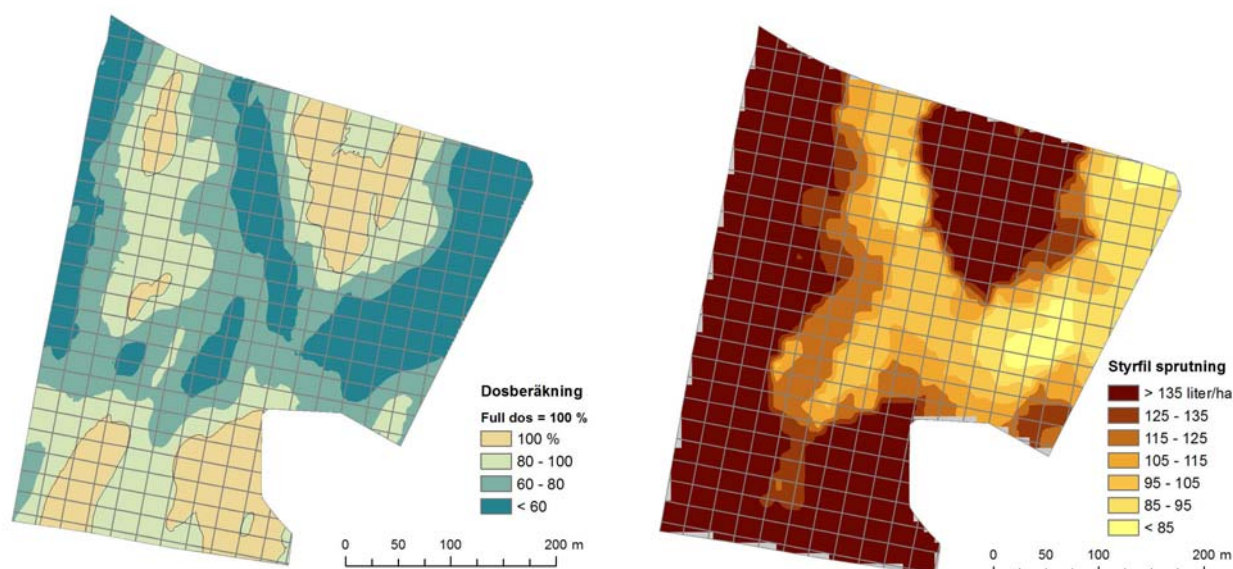 Dosberäkning
Full dos = 100 %
100 %
80 - 100
60 - 80
< 60
0 50 100 200 m
Styrfil sprutning
> 135 liter/ha
125 - 135
115 - 125
105 - 115
95 - 105
85 - 95
< 85
0 50 100 200 m